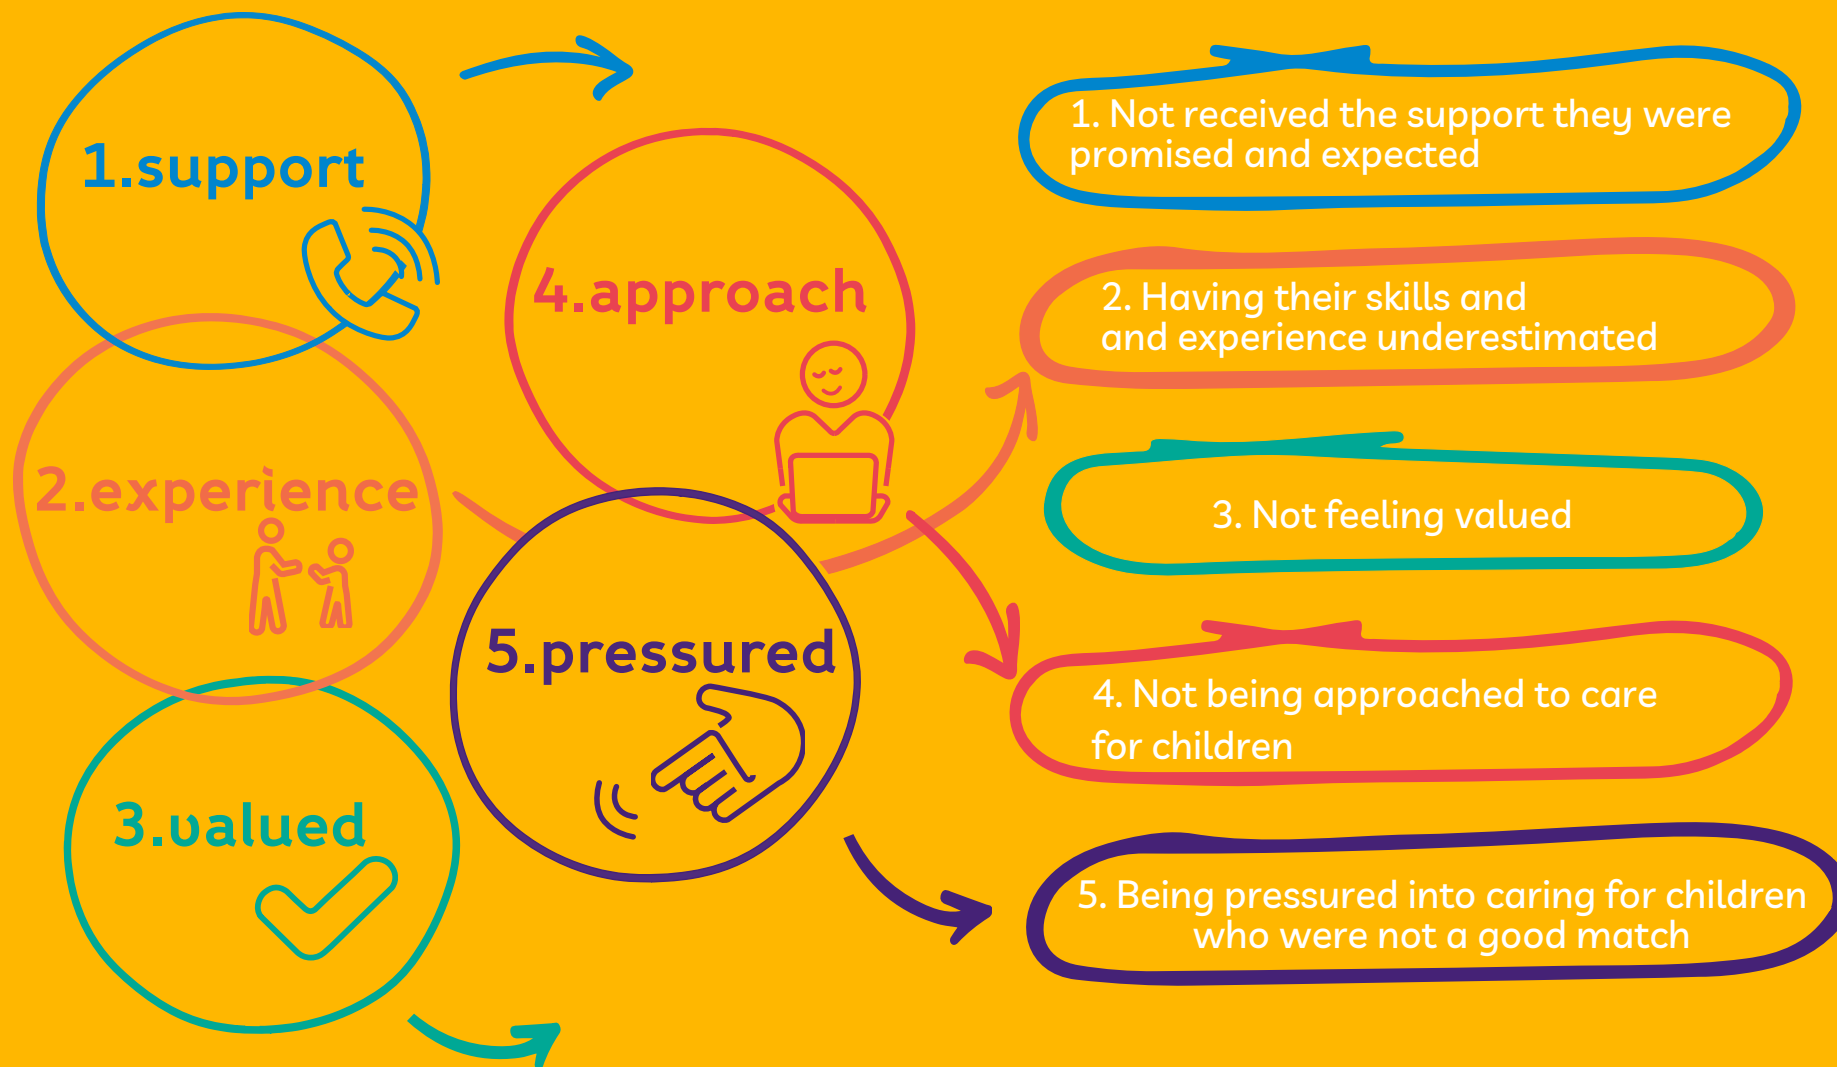 1.support
2.experience
3.valued
4.approach
5.pressured
1. Not received the support they were
promised and expected
2. Having their skills and
and experience underestimated
3. Not feeling valued
4. Not being approached to care
for children
5. Being pressured into caring for children
who were not a good match